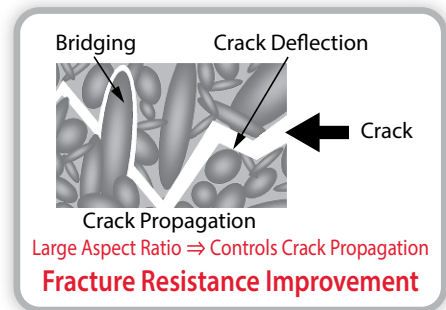 Bridging
Crack Deflection
Crack
Crack Propagation
Large Aspect Ratio ⇒ Controls Crack Propagation
Fracture Resistance Improvement